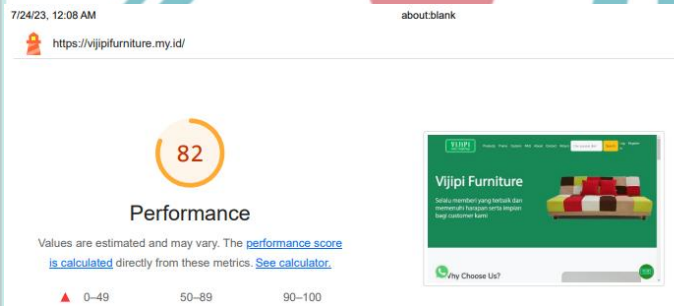 7/24/23, 12:08 AM
about:blank
https://vijipifurniture.my.id/
82
Performance
Values are estimated and may vary. The performance score
is calculated directly from these metrics. See calculator.
0–49
50–89
90–100
VIJIPI
Vijipi Furniture
Selalu memberi yang terbaik dan
memenuhi harapan serta impian
bagi customer kami
Why Choose Us?